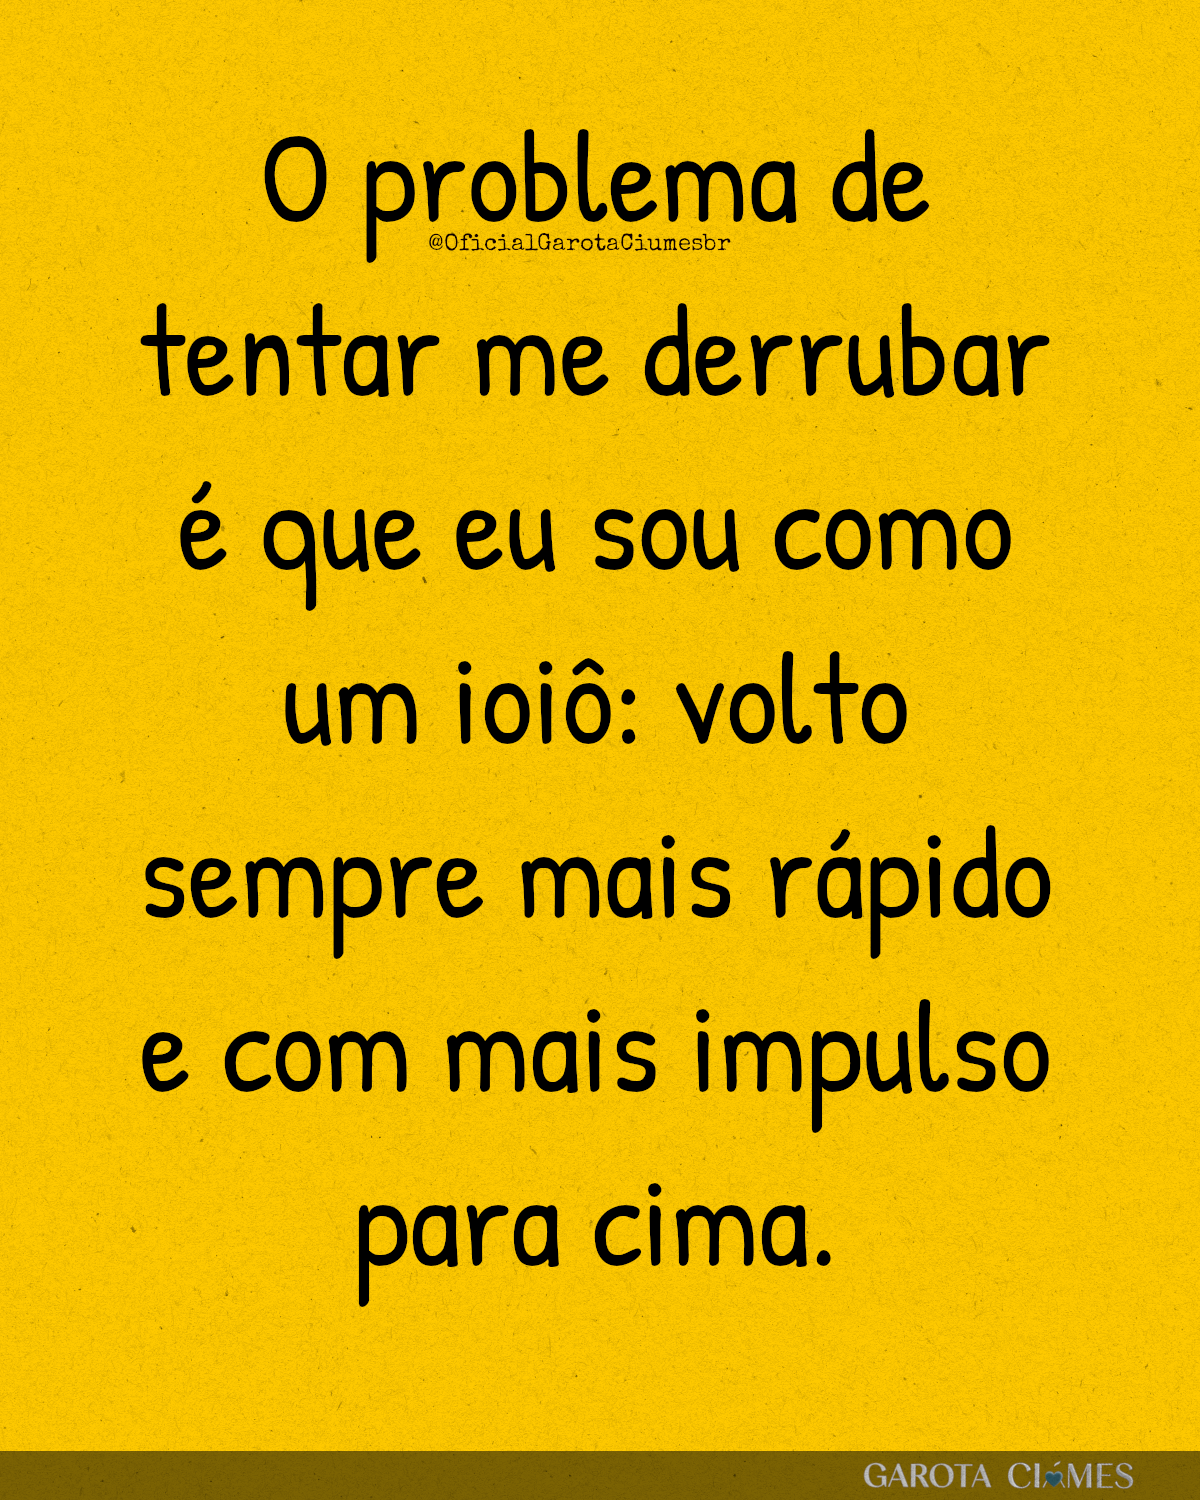 O problema de
@OficialGarotaCiumesbr
tentar me derrubar
é que eu sou como
um ioiô: volto
sempre mais rápido
e com mais impulso
para cima.
GAROTA CIÚMES